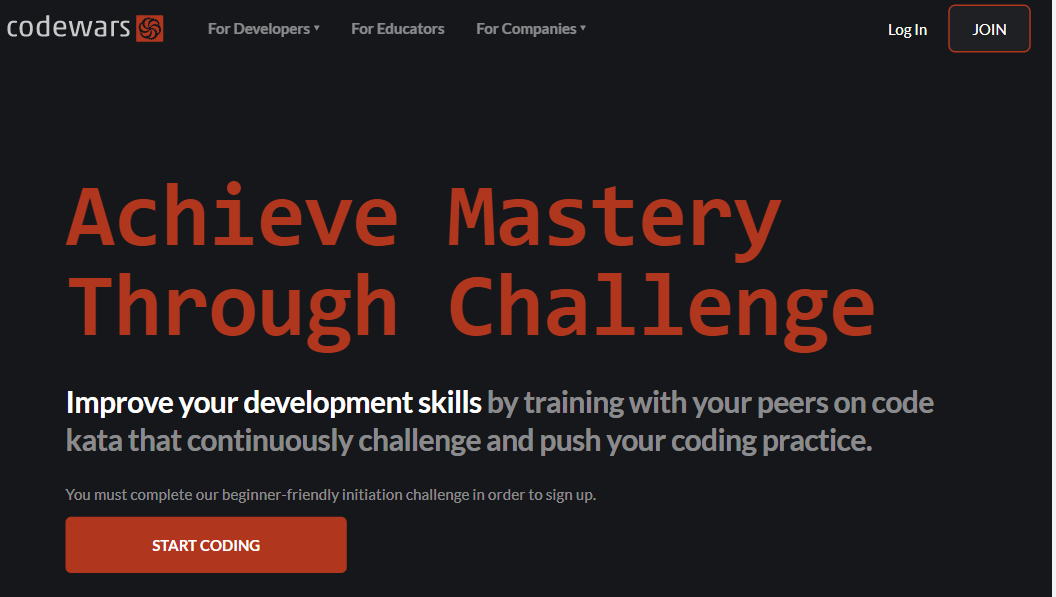 codewars For Developers ▾ For Educators For Companies ▾ Log In JOIN
Achieve Mastery
Through Challenge
Improve your development skills by training with your peers on code
kata that continuously challenge and push your coding practice.
You must complete our beginner-friendly initiation challenge in order to sign up.
START CODING